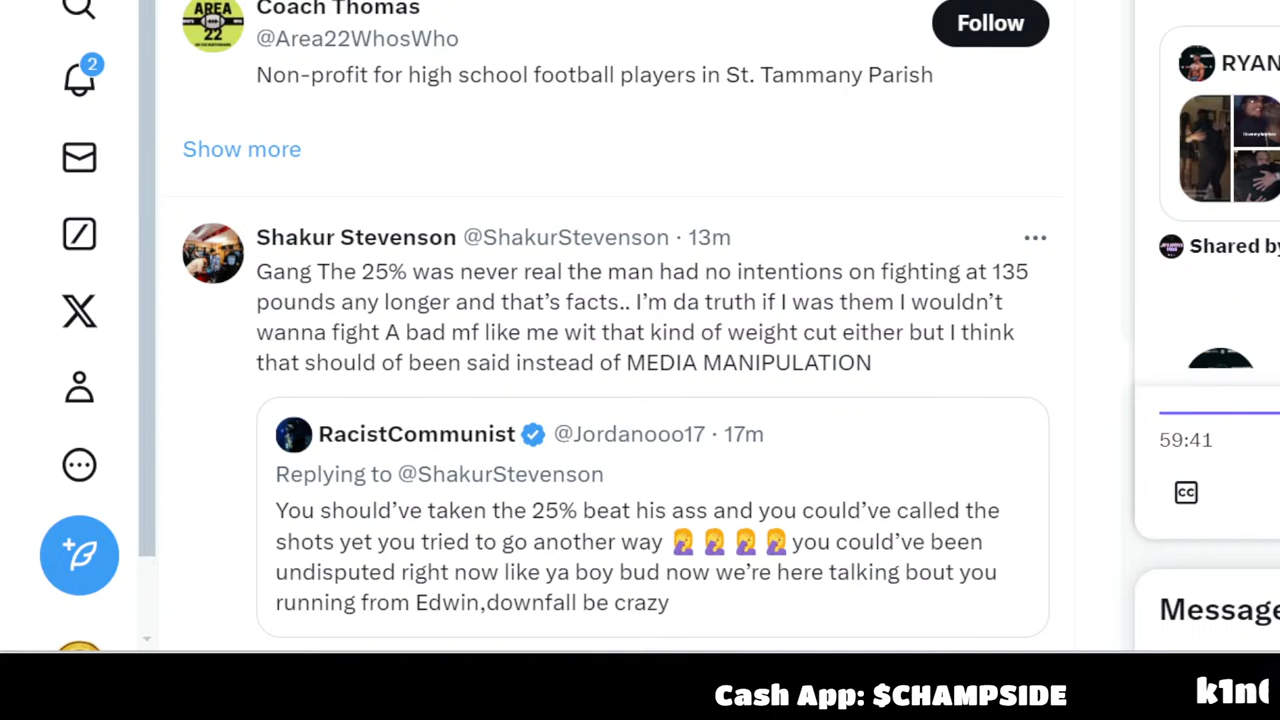 Coach Thomas
AREA
22
@Area22WhosWho
Follow
Non-profit for high school football players in St. Tammany Parish
Show more
2
Shakur Stevenson @ShakurStevenson · 13m
Gang The 25% was never real the man had no intentions on fighting at 135
pounds any longer and that’s facts.. I’m da truth if I was them I wouldn’t
wanna fight A bad mf like me wit that kind of weight cut either but I think
that should of been said instead of MEDIA MANIPULATION
RacistCommunist @Jordanooo17 · 17m
Replying to @ShakurStevenson
You should’ve taken the 25% beat his ass and you could’ve called the
shots yet you tried to go another way 🤦‍♀️🤦‍♀️🤦‍♀️🤦‍♀️you could’ve been
undisputed right now like ya boy bud now we’re here talking bout you
running from Edwin,downfall be crazy
RYAN
Shared by
59:41
CC
Message
Cash App: $CHAMPSIDE